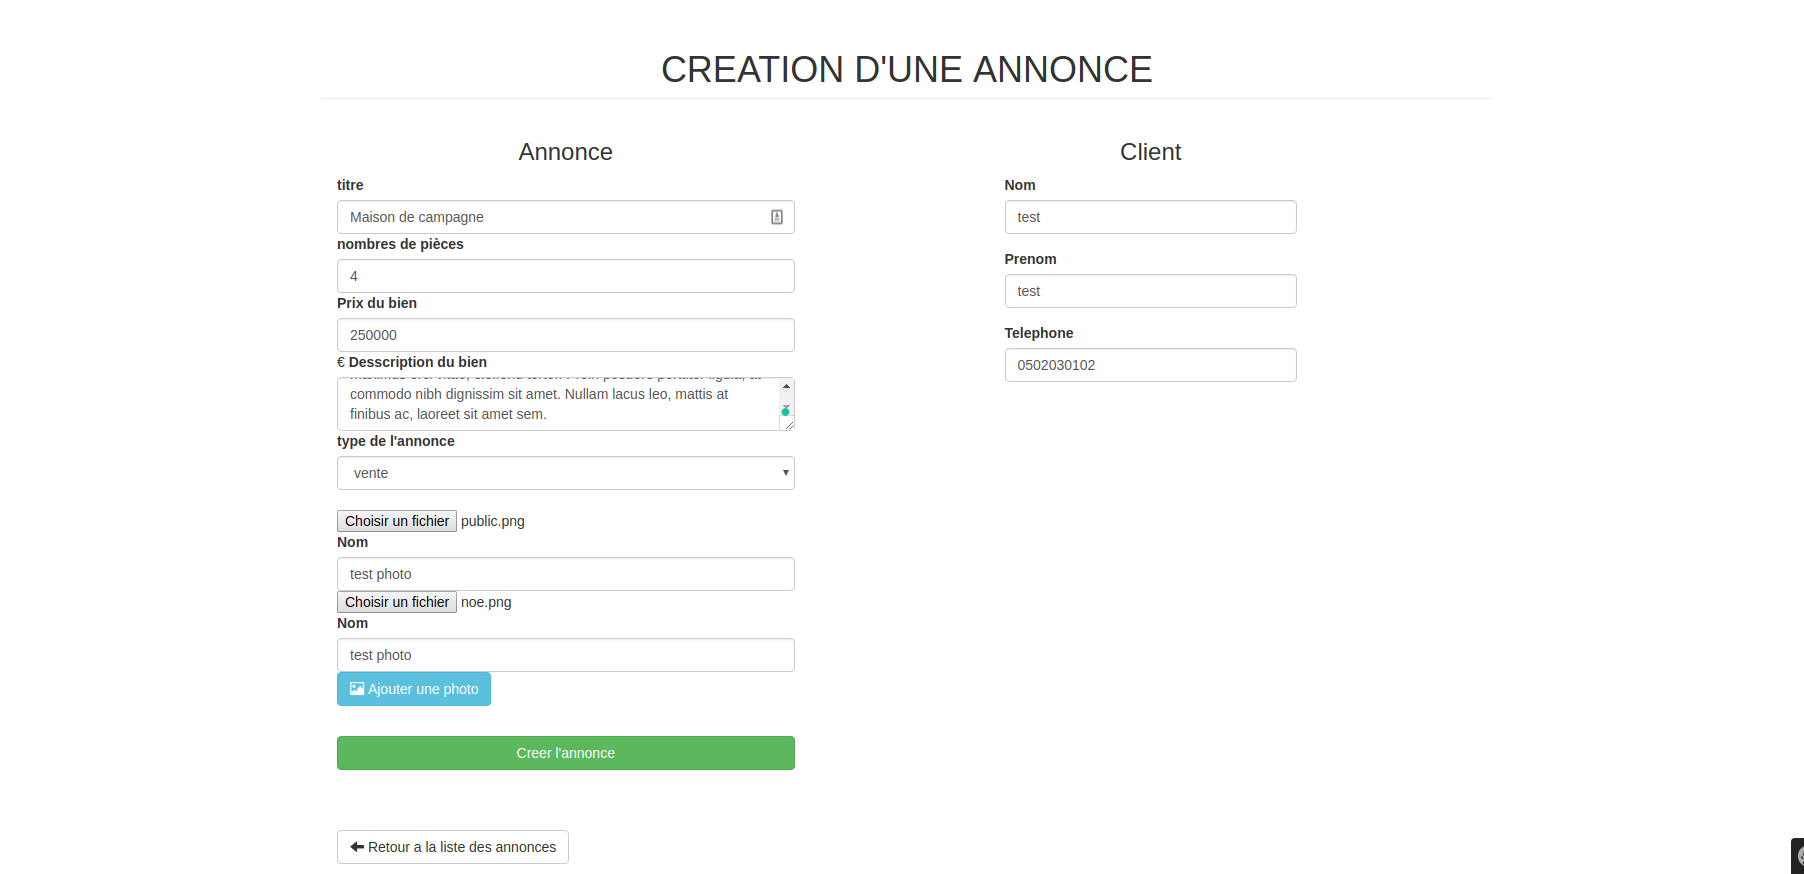 CREATION D'UNE ANNONCE
Annonce
titre
Maison de campagne
nombres de pièces
4
Prix du bien
250000
€ Desscription du bien
commodo nibh dignissim sit amet. Nullam lacus leo, mattis at
finibus ac, laoreet sit amet sem.
type de l'annonce
vente
Choisir un fichier public.png
Nom
test photo
Choisir un fichier noe.png
Nom
test photo
Ajouter une photo
Creer l'annonce
Retour a la liste des annonces
Client
Nom
test
Prenom
test
Telephone
0502030102